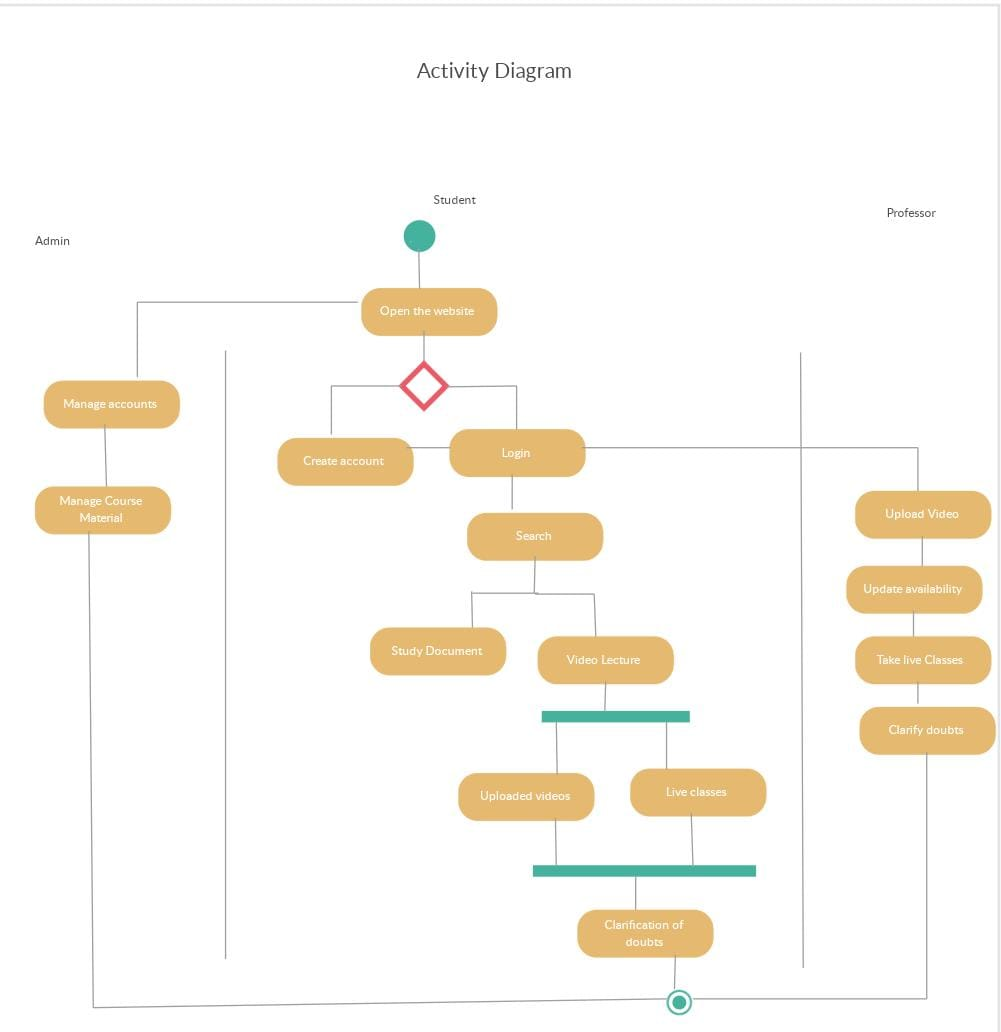 Activity Diagram
Student
Professor
Admin
Open the website
Manage accounts
Create account
Login
Manage Course
Material
Upload Video
Search
Update availability
Study Document
Video Lecture
Take live Classes
Clarify doubts
Uploaded videos
Live classes
Clarification of
doubts